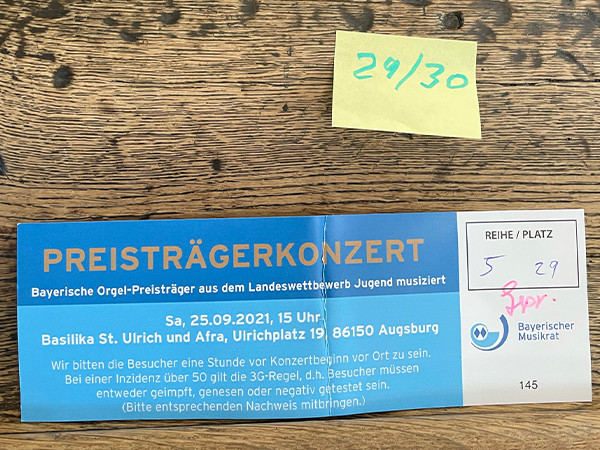 29/30
PREISTRÄGERKONZERT
Bayerische Orgel-Preisträger aus dem Landeswettbewerb Jugend musiziert
Sa, 25.09.2021, 15 Uhr
Basilika St. Ulrich und Afra, Ulrichplatz 19, 86150 Augsburg
Wir bitten die Besucher eine Stunde vor Konzertbeginn vor Ort zu sein.
Bei einer Inzidenz über 50 gilt die 3G-Regel, d.h. Besucher müssen
entweder geimpft, genesen oder negativ getestet sein.
(Bitte entsprechenden Nachweis mitbringen.)
REIHE / PLATZ
5 29
Bayerischer
Musikrat
145